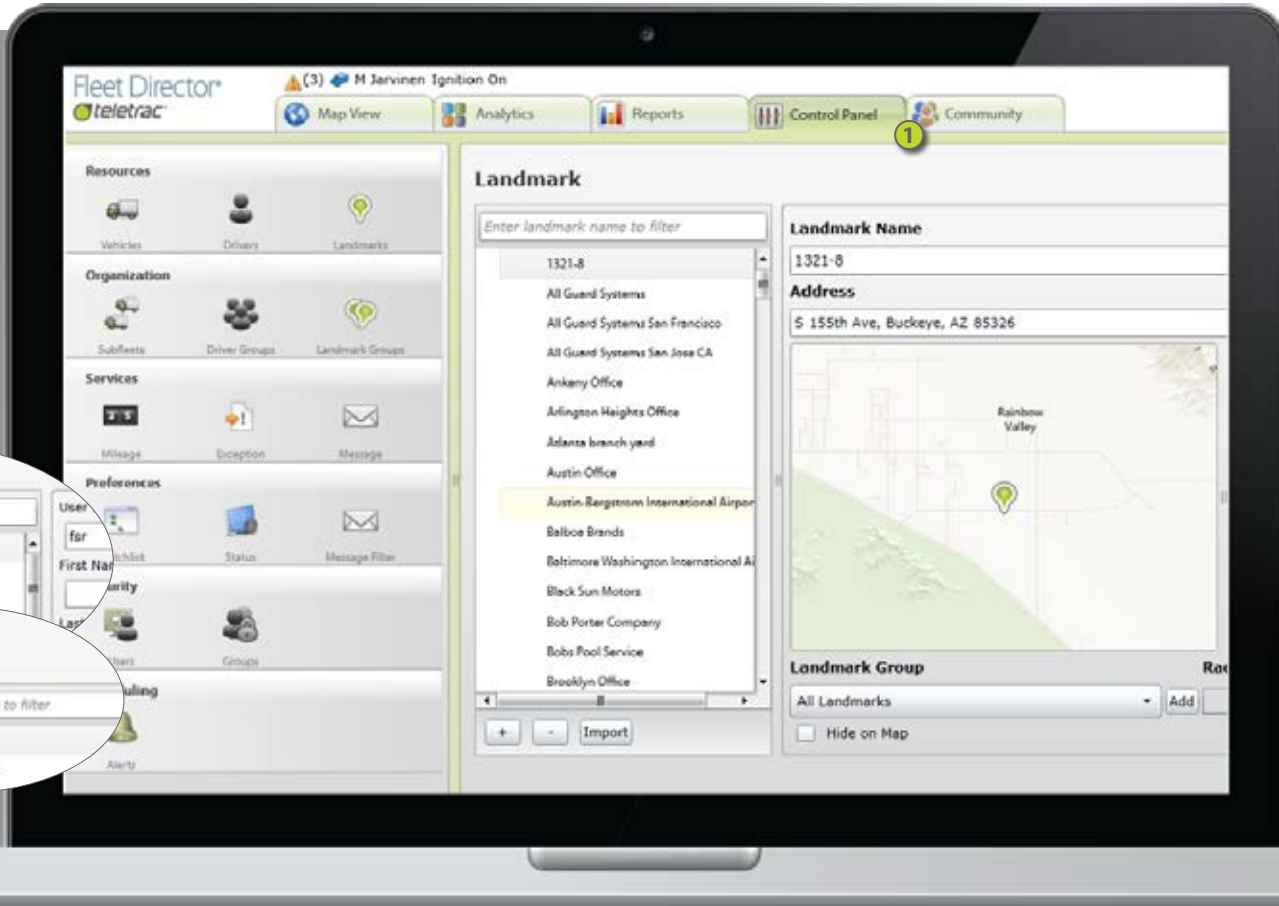 Fleet Director®
teletrac
(3) M Jarvinen Ignition On
Map View
Analytics
Reports
Control Panel
Community
1
Resources
Vehicles
Drivers
Landmarks
Organization
Subfleets
Driver Groups
Landmark Groups
Services
Mileage
Exception
Message
Preferences
Status
Message Filter
Groups
Alerts
User
fsr
First
Landmark
Enter landmark name to filter
1321-8
All Guard Systems
All Guard Systems San Francisco
All Guard Systems San Jose CA
Ankeny Office
Arlington Heights Office
Atlanta branch yard
Austin Office
Austin-Bergstrom International Airpor
Balboa Brands
Baltimore Washington International Ai
Black Sun Motors
Bob Porter Company
Bobs Pool Service
Brooklyn Office
+ - Import
Landmark Name
1321-8
Address
S 155th Ave, Buckeye, AZ 85326
Rainbow
Valley
Landmark Group
All Landmarks
Add
Hide on Map
to filter